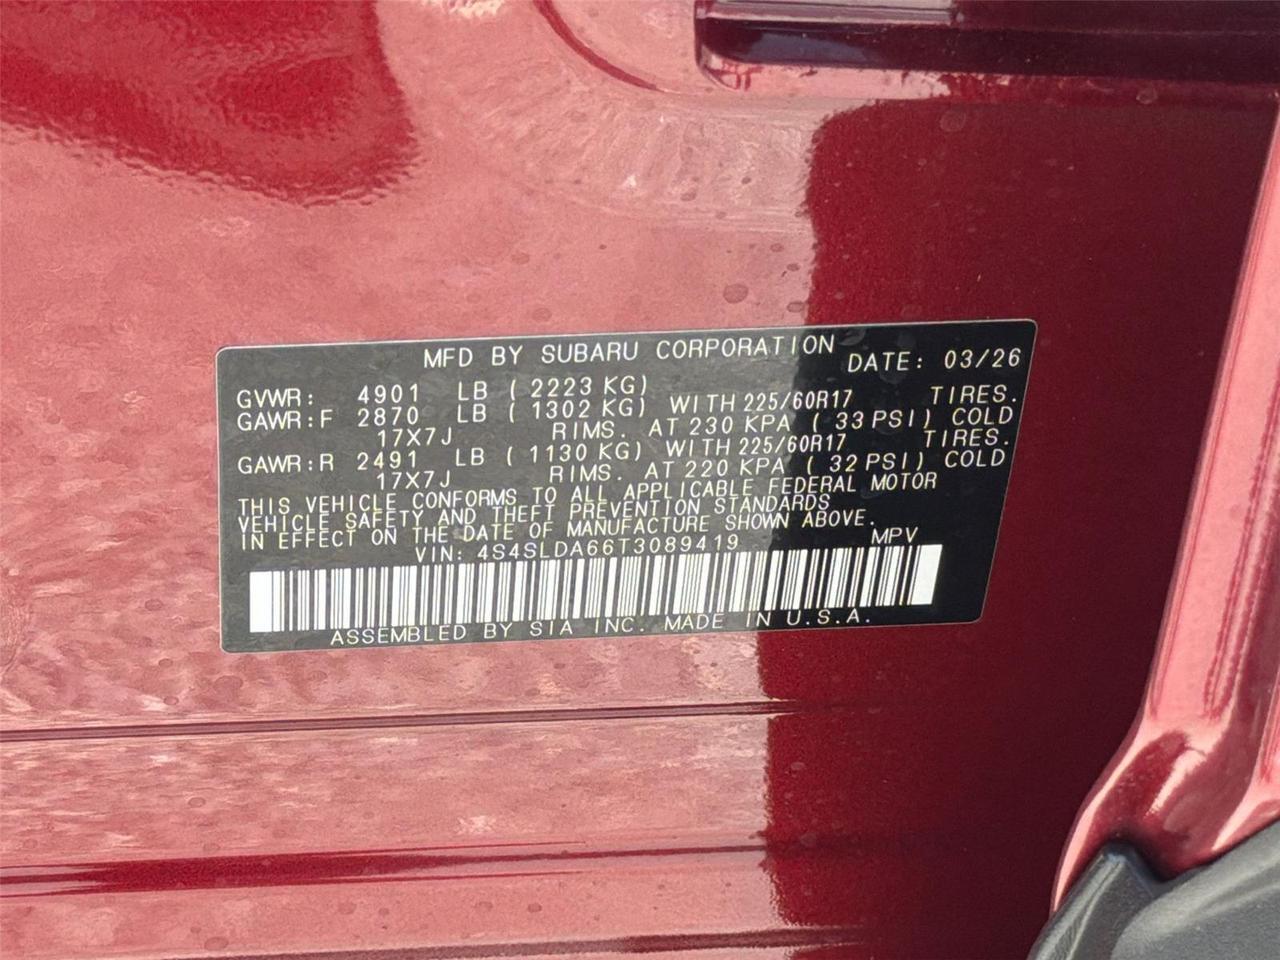 MFD BY SUBARU CORPORATION DATE: 03/26
GVWR: 4901 LB ( 2223 KG)
GAWR:F 2870 LB ( 1302 KG) WITH 225/60R17 TIRES.
17X7J RIMS. AT 230 KPA ( 33 PSI) COLD
GAWR:R 2491 LB ( 1130 KG) WITH 225/60R17 TIRES.
17X7J RIMS. AT 220 KPA ( 32 PSI) COLD
THIS VEHICLE CONFORMS TO ALL APPLICABLE FEDERAL MOTOR
VEHICLE SAFETY AND THEFT PREVENTION STANDARDS
IN EFFECT ON THE DATE OF MANUFACTURE SHOWN ABOVE.
VIN: 4S4SLDA66T3089419 MPV
ASSEMBLED BY SIA INC. MADE IN U.S.A.